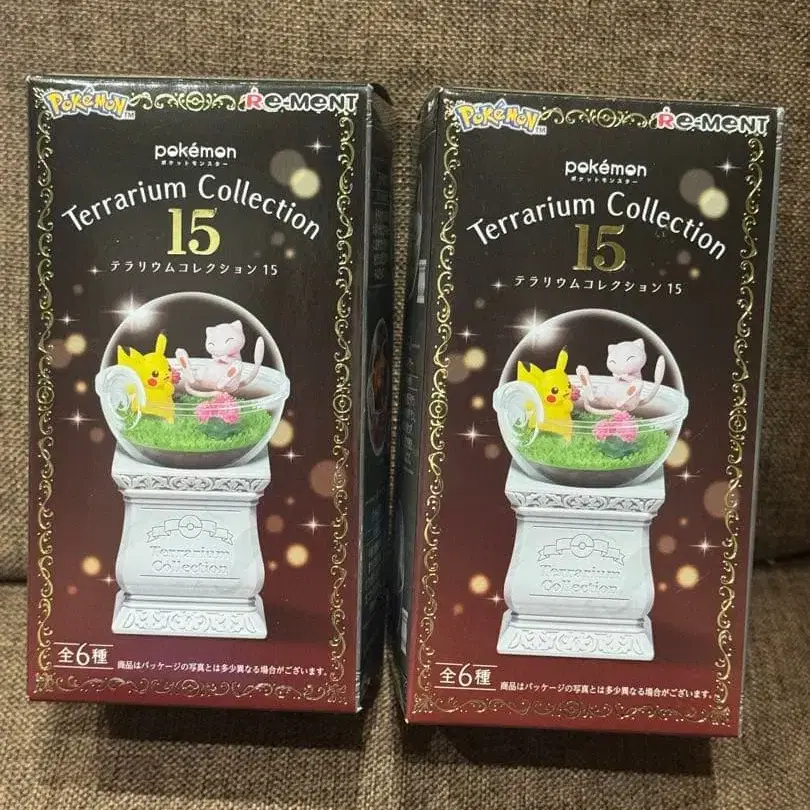 Pokémon TM Re-MeNT
pokémon
ポケットモンスター
Terrarium Collection
15
テラリウムコレクション 15
Terrarium
Collection
全6種
商品はパッケージの写真とは多少異なる場合がございます。
Pokémon TM Re-MeNT
pokémon
ポケットモンスター
Terrarium Collection
15
テラリウムコレクション 15
Terrarium
Collection
全6種
商品はパッケージの写真とは多少異なる場合がございます。